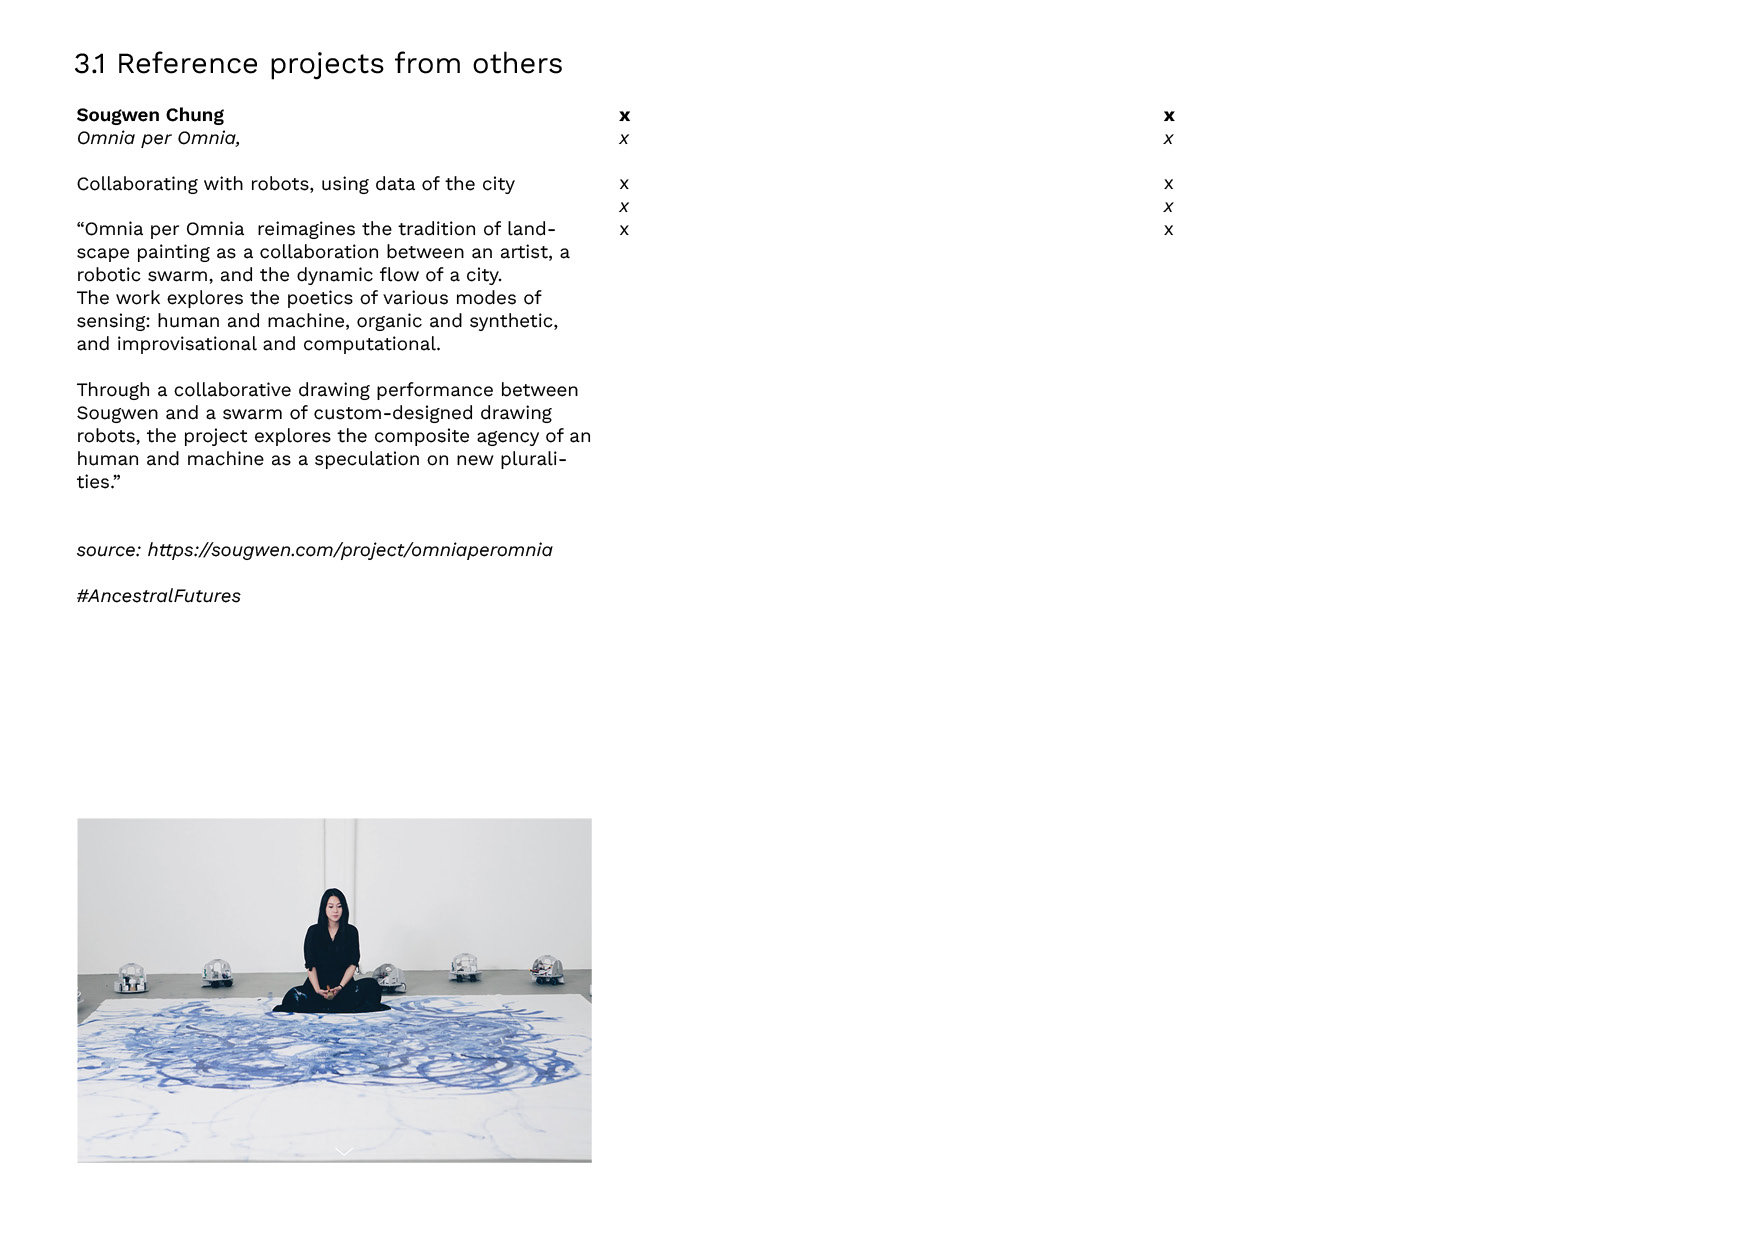 3.1 Reference projects from others
Sougwen Chung
Omnia per Omnia,
Collaborating with robots, using data of the city
“Omnia per Omnia  reimagines the tradition of land-
scape painting as a collaboration between an artist, a
robotic swarm, and the dynamic flow of a city.
The work explores the poetics of various modes of
sensing: human and machine, organic and synthetic,
and improvisational and computational.
Through a collaborative drawing performance between
Sougwen and a swarm of custom-designed drawing
robots, the project explores the composite agency of an
human and machine as a speculation on new plurali-
ties.”
source: https://sougwen.com/project/omniaperomnia
#AncestralFutures
x
x
x
x
x
x
x
x
x
x